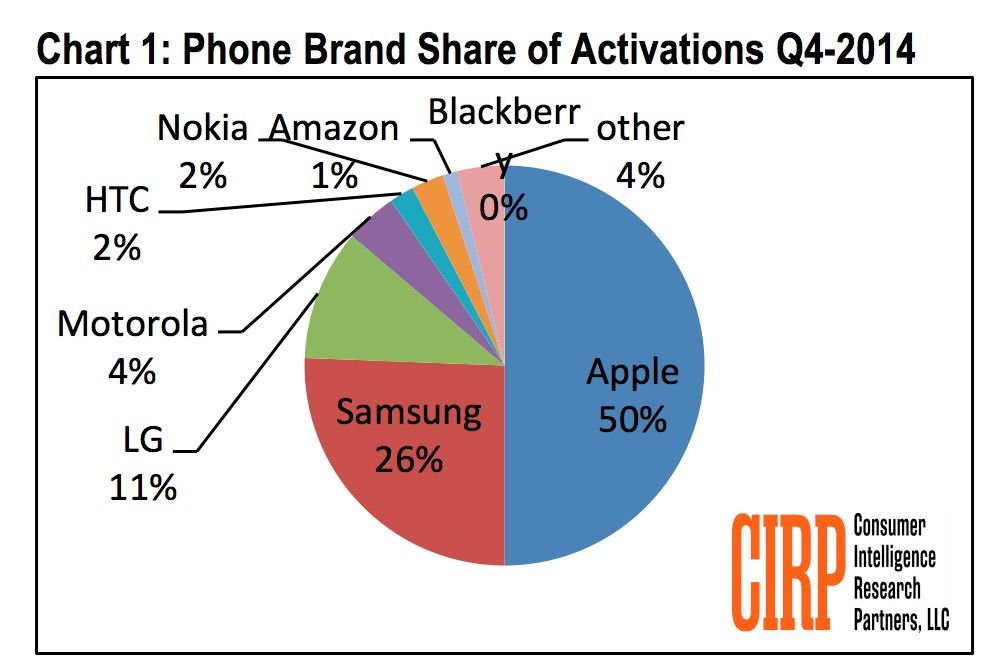 Chart 1: Phone Brand Share of Activations Q4-2014
Nokia
2%
Amazon
1%
Blackberr
y
0%
other
4%
HTC
2%
Motorola
4%
LG
11%
Samsung
26%
Apple
50%
CIRP
Consumer
Intelligence
Research
Partners, LLC